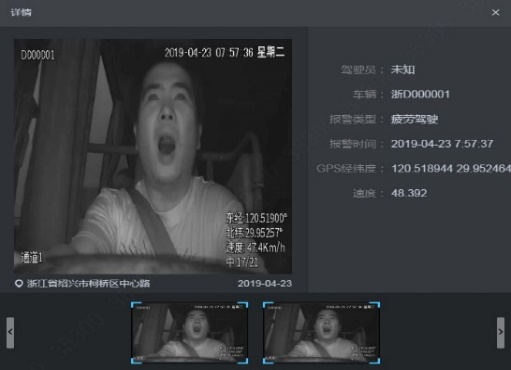 详情
D000001
2019-04-23 07 57 36 星期二
东经:120.51900°
北纬:29.95257°
速度:47.4Km/h
中:17/21
通道1
浙江省绍兴市柯桥区中心路
2019-04-23
驾驶员： 未知
车辆： 浙D000001
报警类型： 疲劳驾驶
报警时间： 2019-04-23 7:57:37
GPS经纬度： 120.518944 29.952464
速度： 48.392